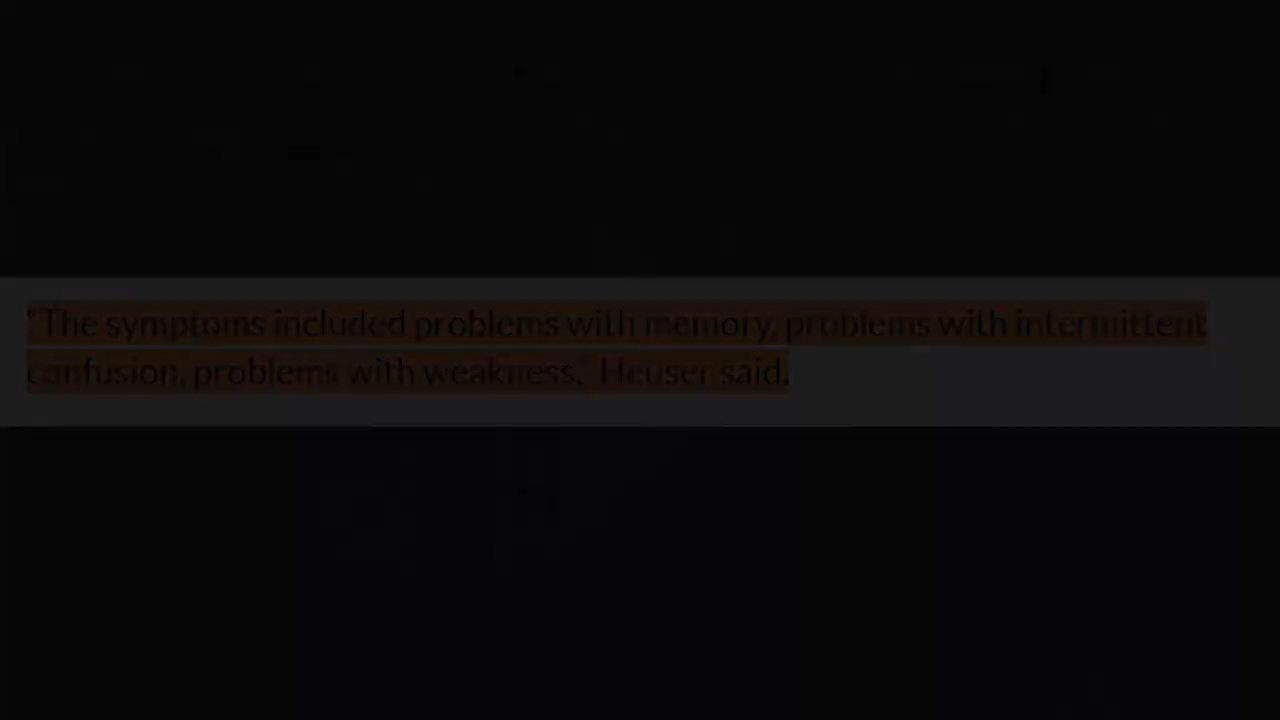 "The symptoms included problems with memory, problems with intermittent
confusion, problems with weakness," Heuser said.